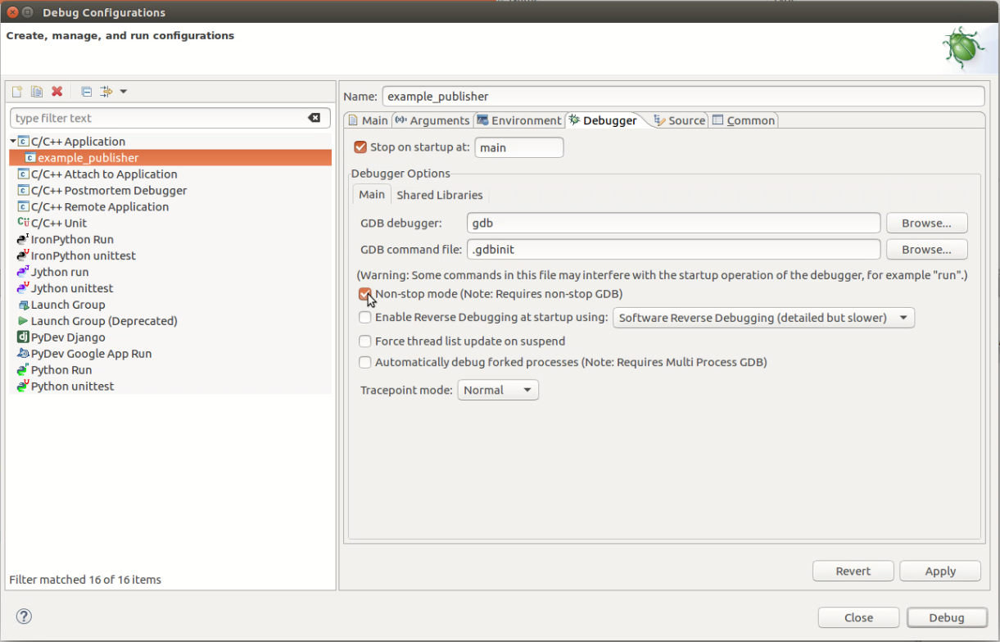 Debug Configurations
Create, manage, and run configurations
type filter text
C/C++ Application
example_publisher
C/C++ Attach to Application
C/C++ Postmortem Debugger
C/C++ Remote Application
C/C++ Unit
IronPython Run
IronPython unittest
Jython run
Jython unittest
Launch Group
Launch Group (Deprecated)
PyDev Django
PyDev Google App Run
Python Run
Python unittest
Filter matched 16 of 16 items
Name: example_publisher
Main Arguments Environment Debugger Source Common
Stop on startup at: main
Debugger Options
Main Shared Libraries
GDB debugger: gdb Browse...
GDB command file: .gdbinit Browse...
(Warning: Some commands in this file may interfere with the startup operation of the debugger, for example "run".)
Non-stop mode (Note: Requires non-stop GDB)
Enable Reverse Debugging at startup using: Software Reverse Debugging (detailed but slower)
Force thread list update on suspend
Automatically debug forked processes (Note: Requires Multi Process GDB)
Tracepoint mode: Normal
Revert Apply
Close Debug